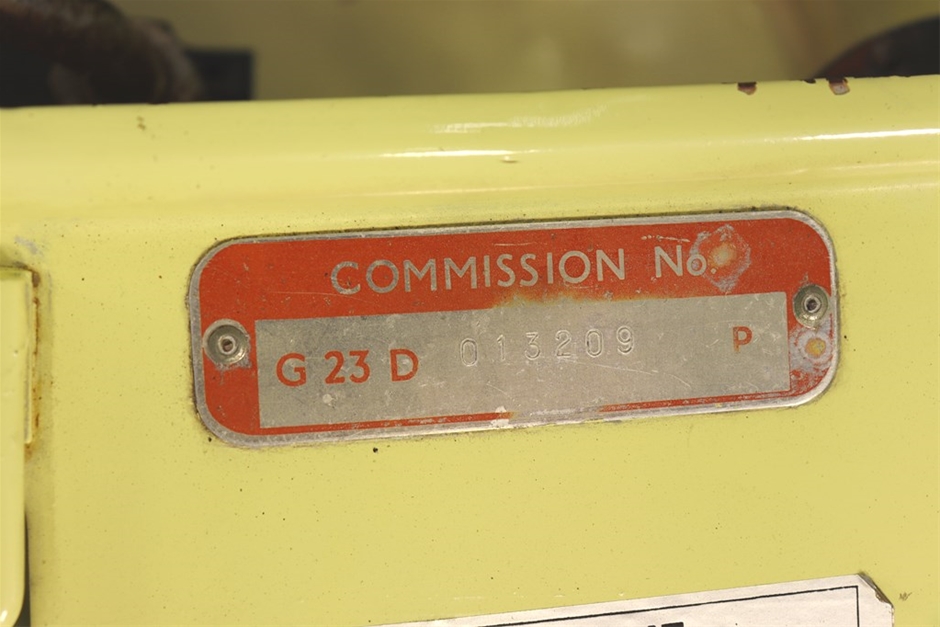 COMMISSION No.
G 23 D 013209 P